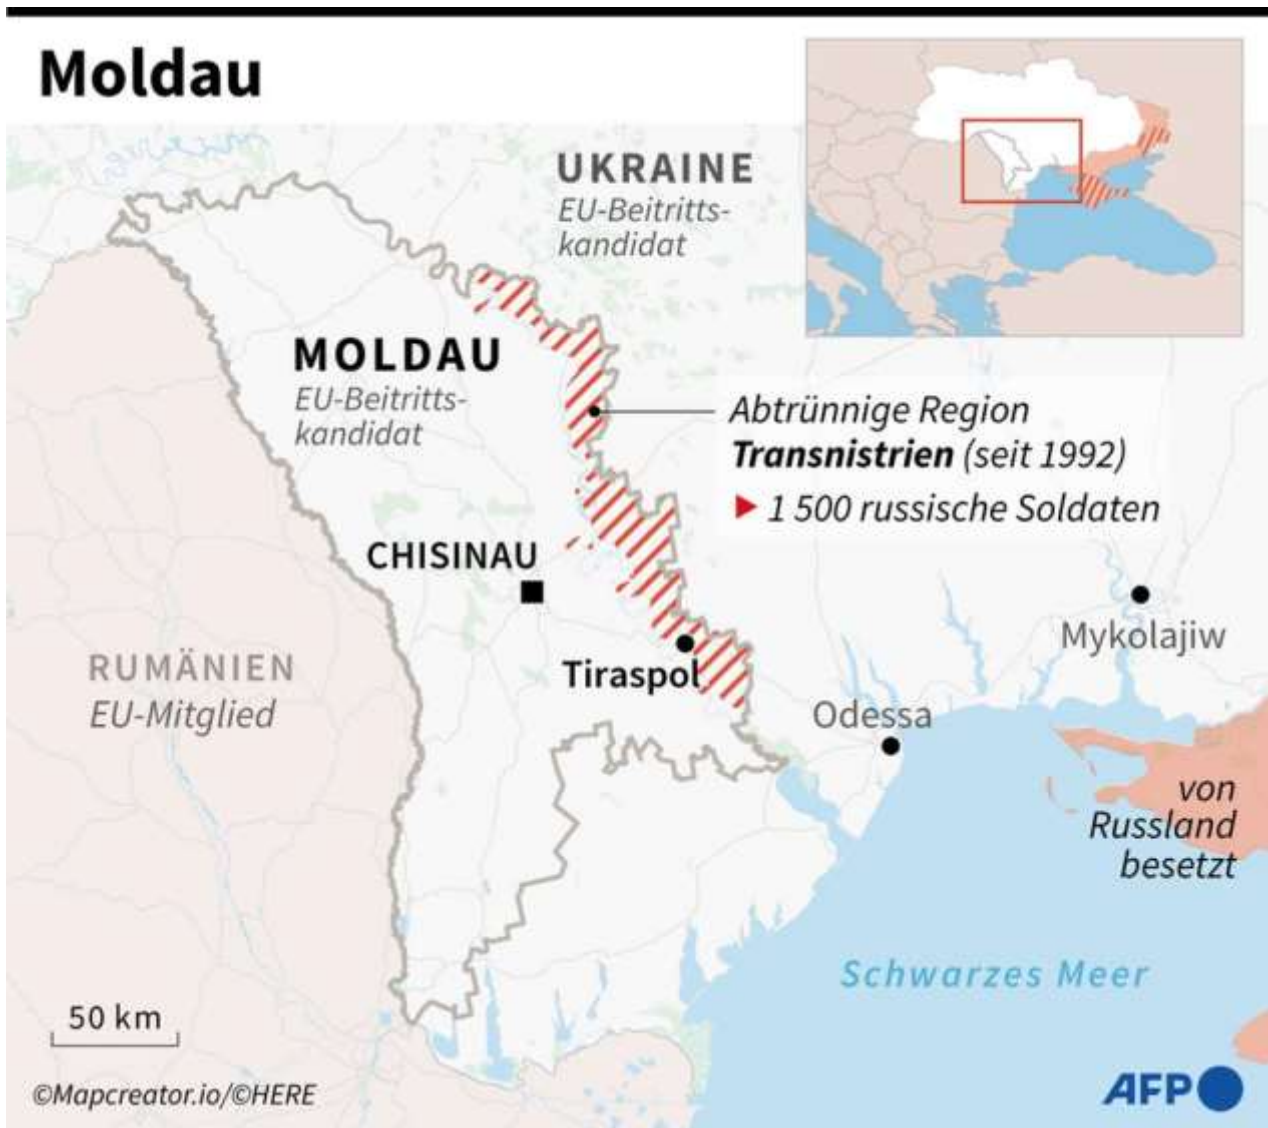 Moldau
UKRAINE
EU-Beitritts-
kandidat
MOLDAU
EU-Beitritts-
kandidat
Abtrünnige Region
Transnistrien (seit 1992)
► 1 500 russische Soldaten
CHISINAU
Mykolajiw
RUMÄNIEN
EU-Mitglied
Tiraspol
Odessa
von
Russland
besetzt
Schwarzes Meer
50 km
©Mapcreator.io/©HERE
AFP